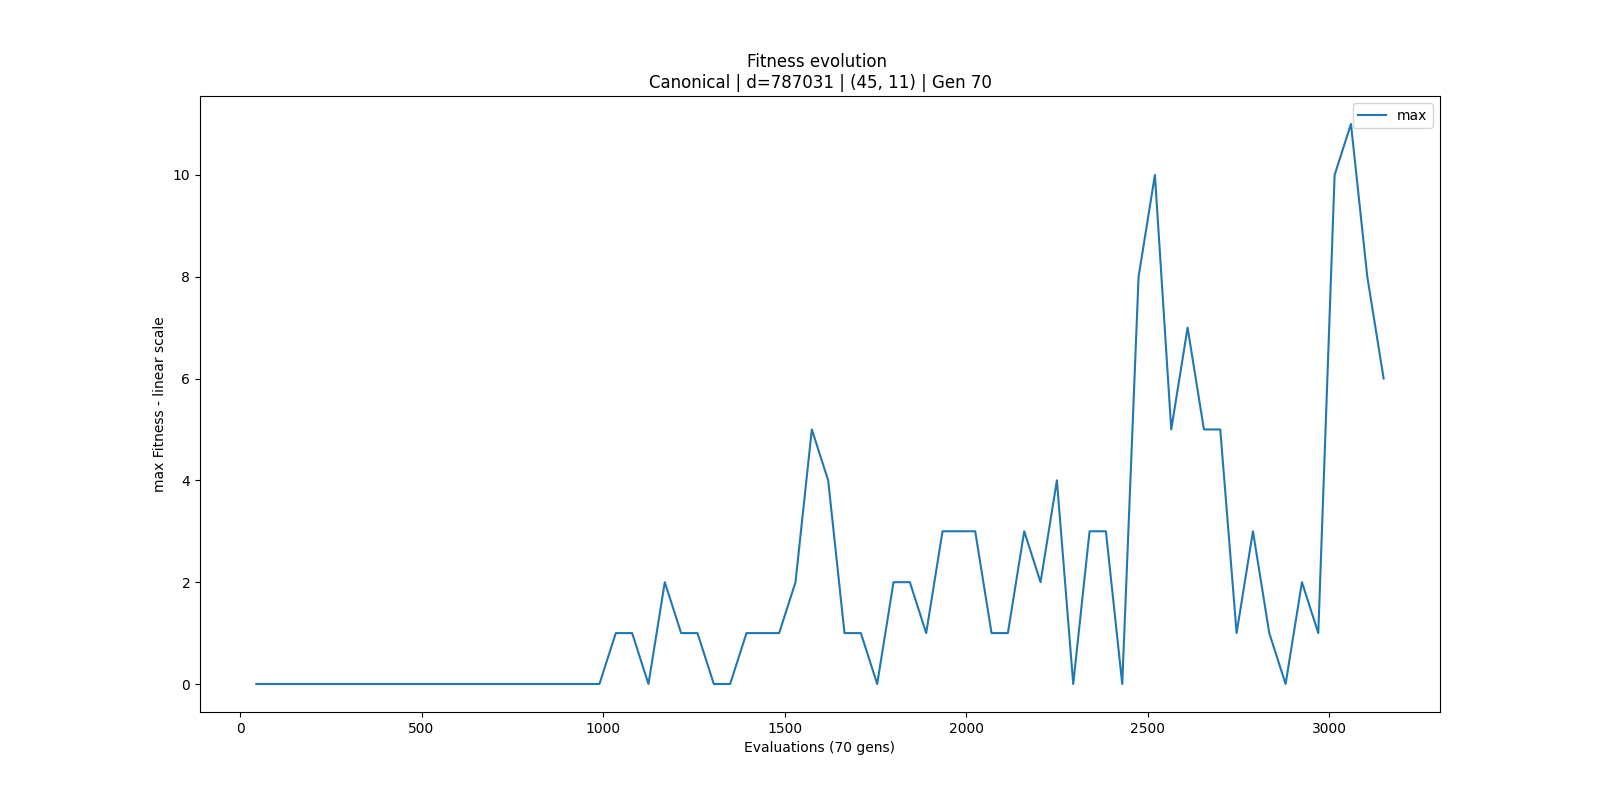 Fitness evolution
Canonical | d=787031 | (45, 11) | Gen 70
max
10
8
6
4
2
0
max Fitness - linear scale
0 500 1000 1500 2000 2500 3000
Evaluations (70 gens)